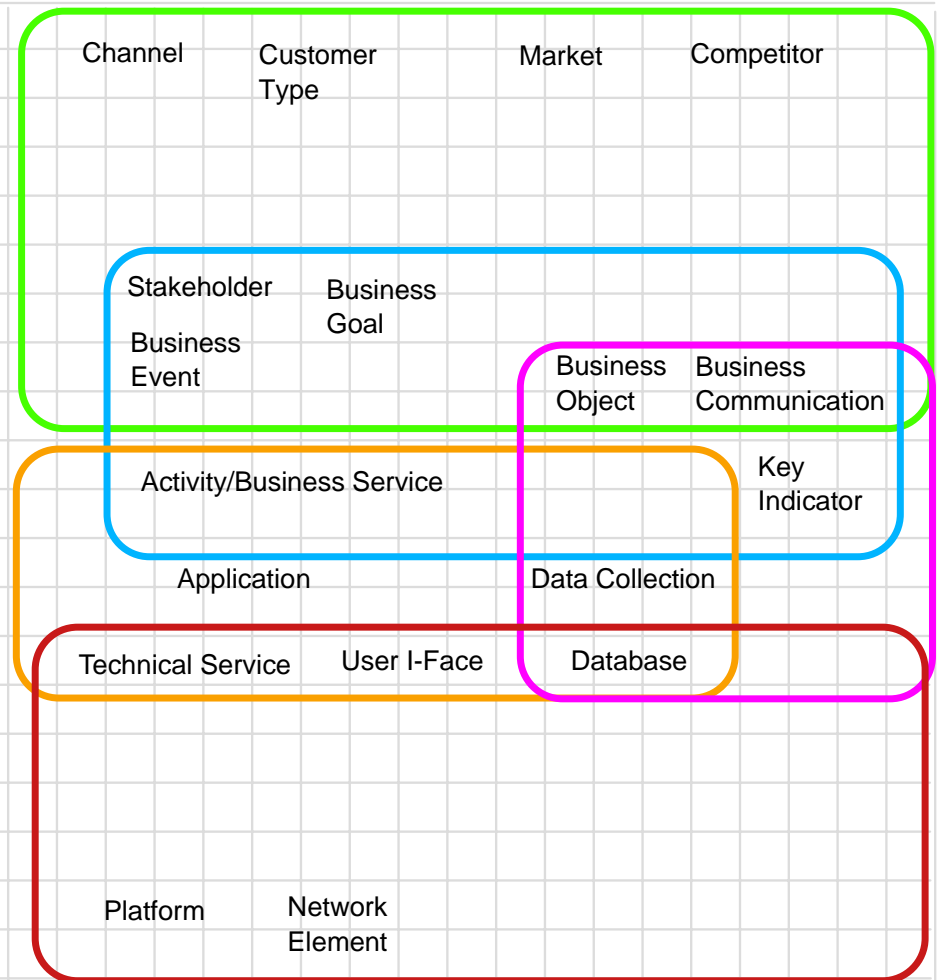 Channel
Customer
Type
Market
Competitor
Stakeholder
Business
Goal
Business
Event
Business
Object
Business
Communication
Activity/Business Service
Key
Indicator
Application
Data Collection
Technical Service
User I-Face
Database
Platform
Network
Element